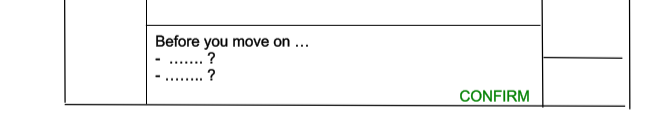 Before you move on ...
- ....... ?
- ........ ?
CONFIRM